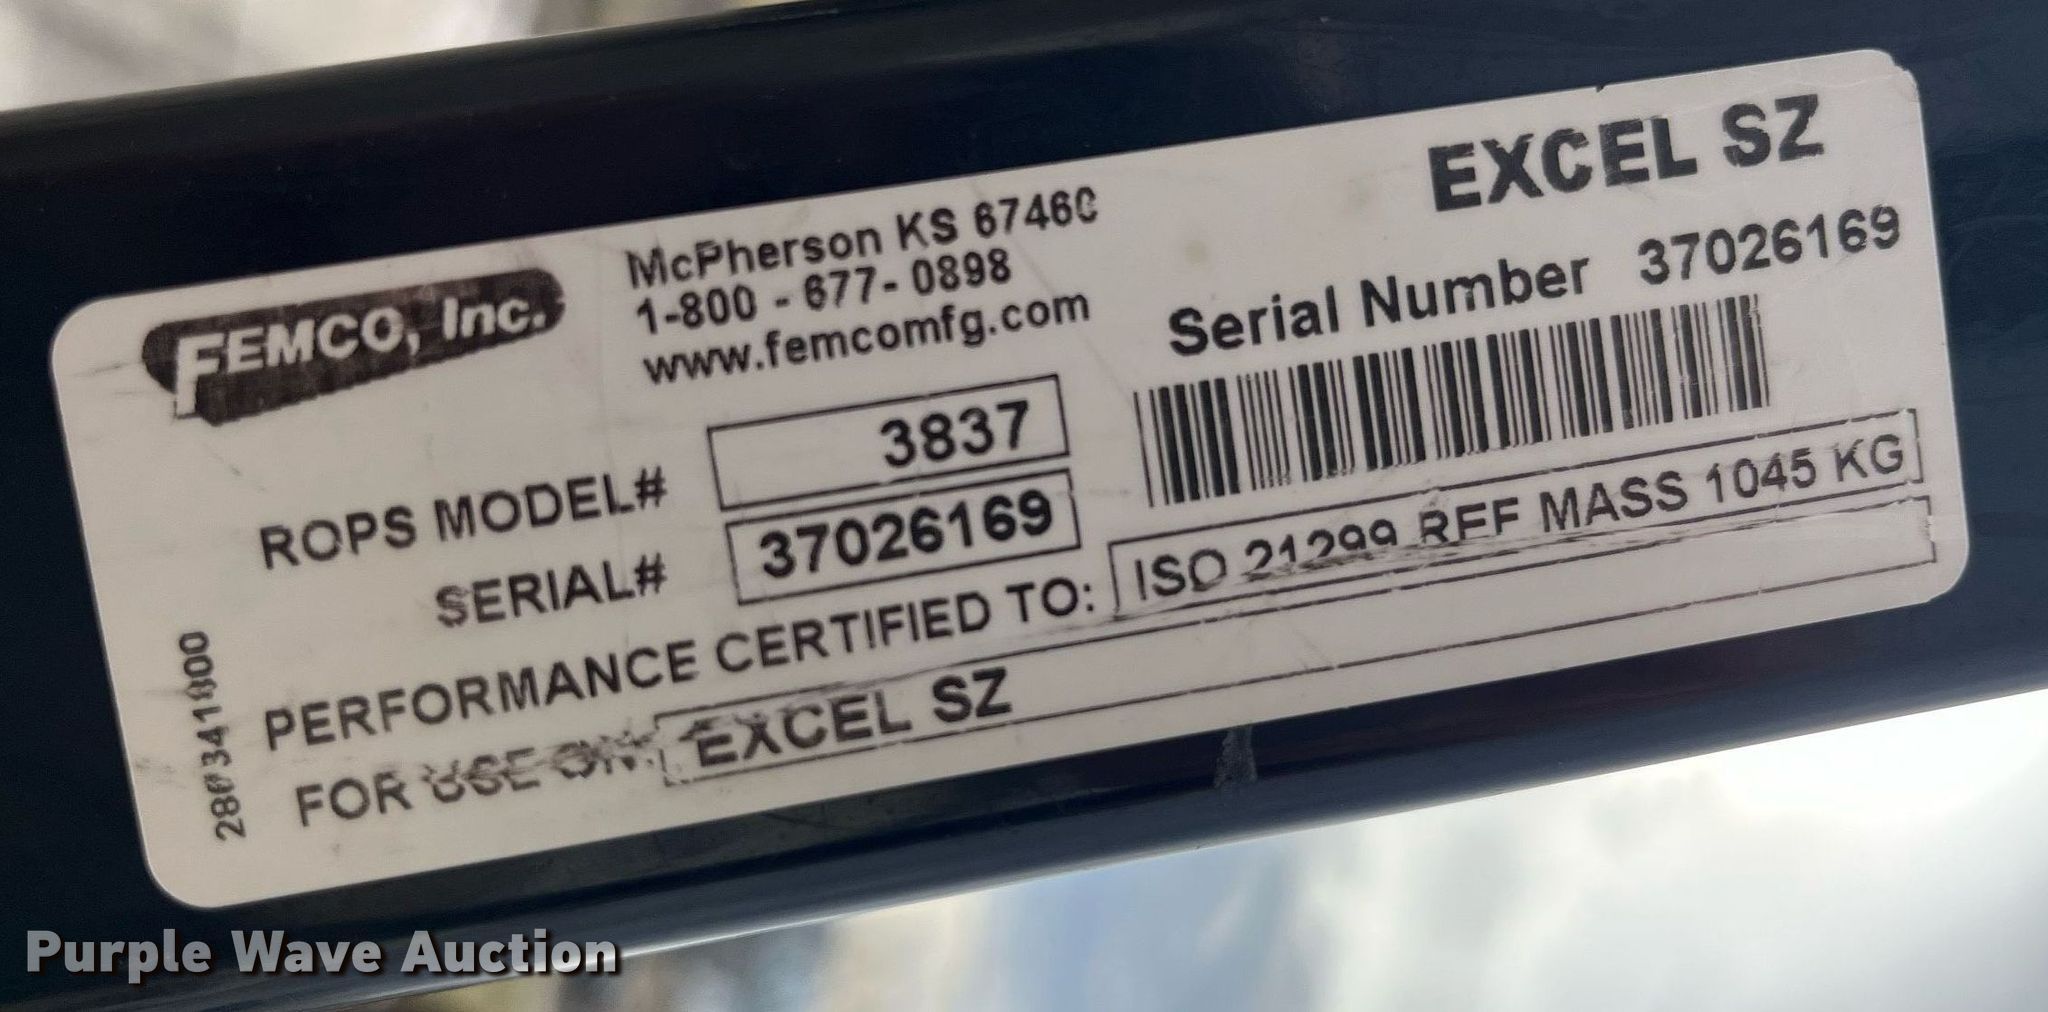 FEMCO, Inc.
McPherson KS 67460
1-800 - 677- 0898
www.femcomfg.com
EXCEL SZ
Serial Number 37026169
ROPS MODEL# 3837
SERIAL# 37026169
PERFORMANCE CERTIFIED TO: ISO 21299 REF MASS 1045 KG
FOR USE ON: EXCEL SZ
Purple Wave Auction